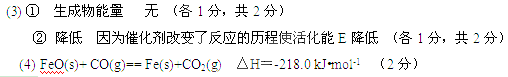 (3) ① 生成物能量 无 (各 1 分，共 2 分)
② 降低 因为催化剂改变了反应的历程使活化能 E 降低 (各 1 分，共 2 分)
(4) FeO(s)+ CO(g)== Fe(s)+CO₂(g) △H＝-218.0 kJ•mol⁻¹ （2 分）